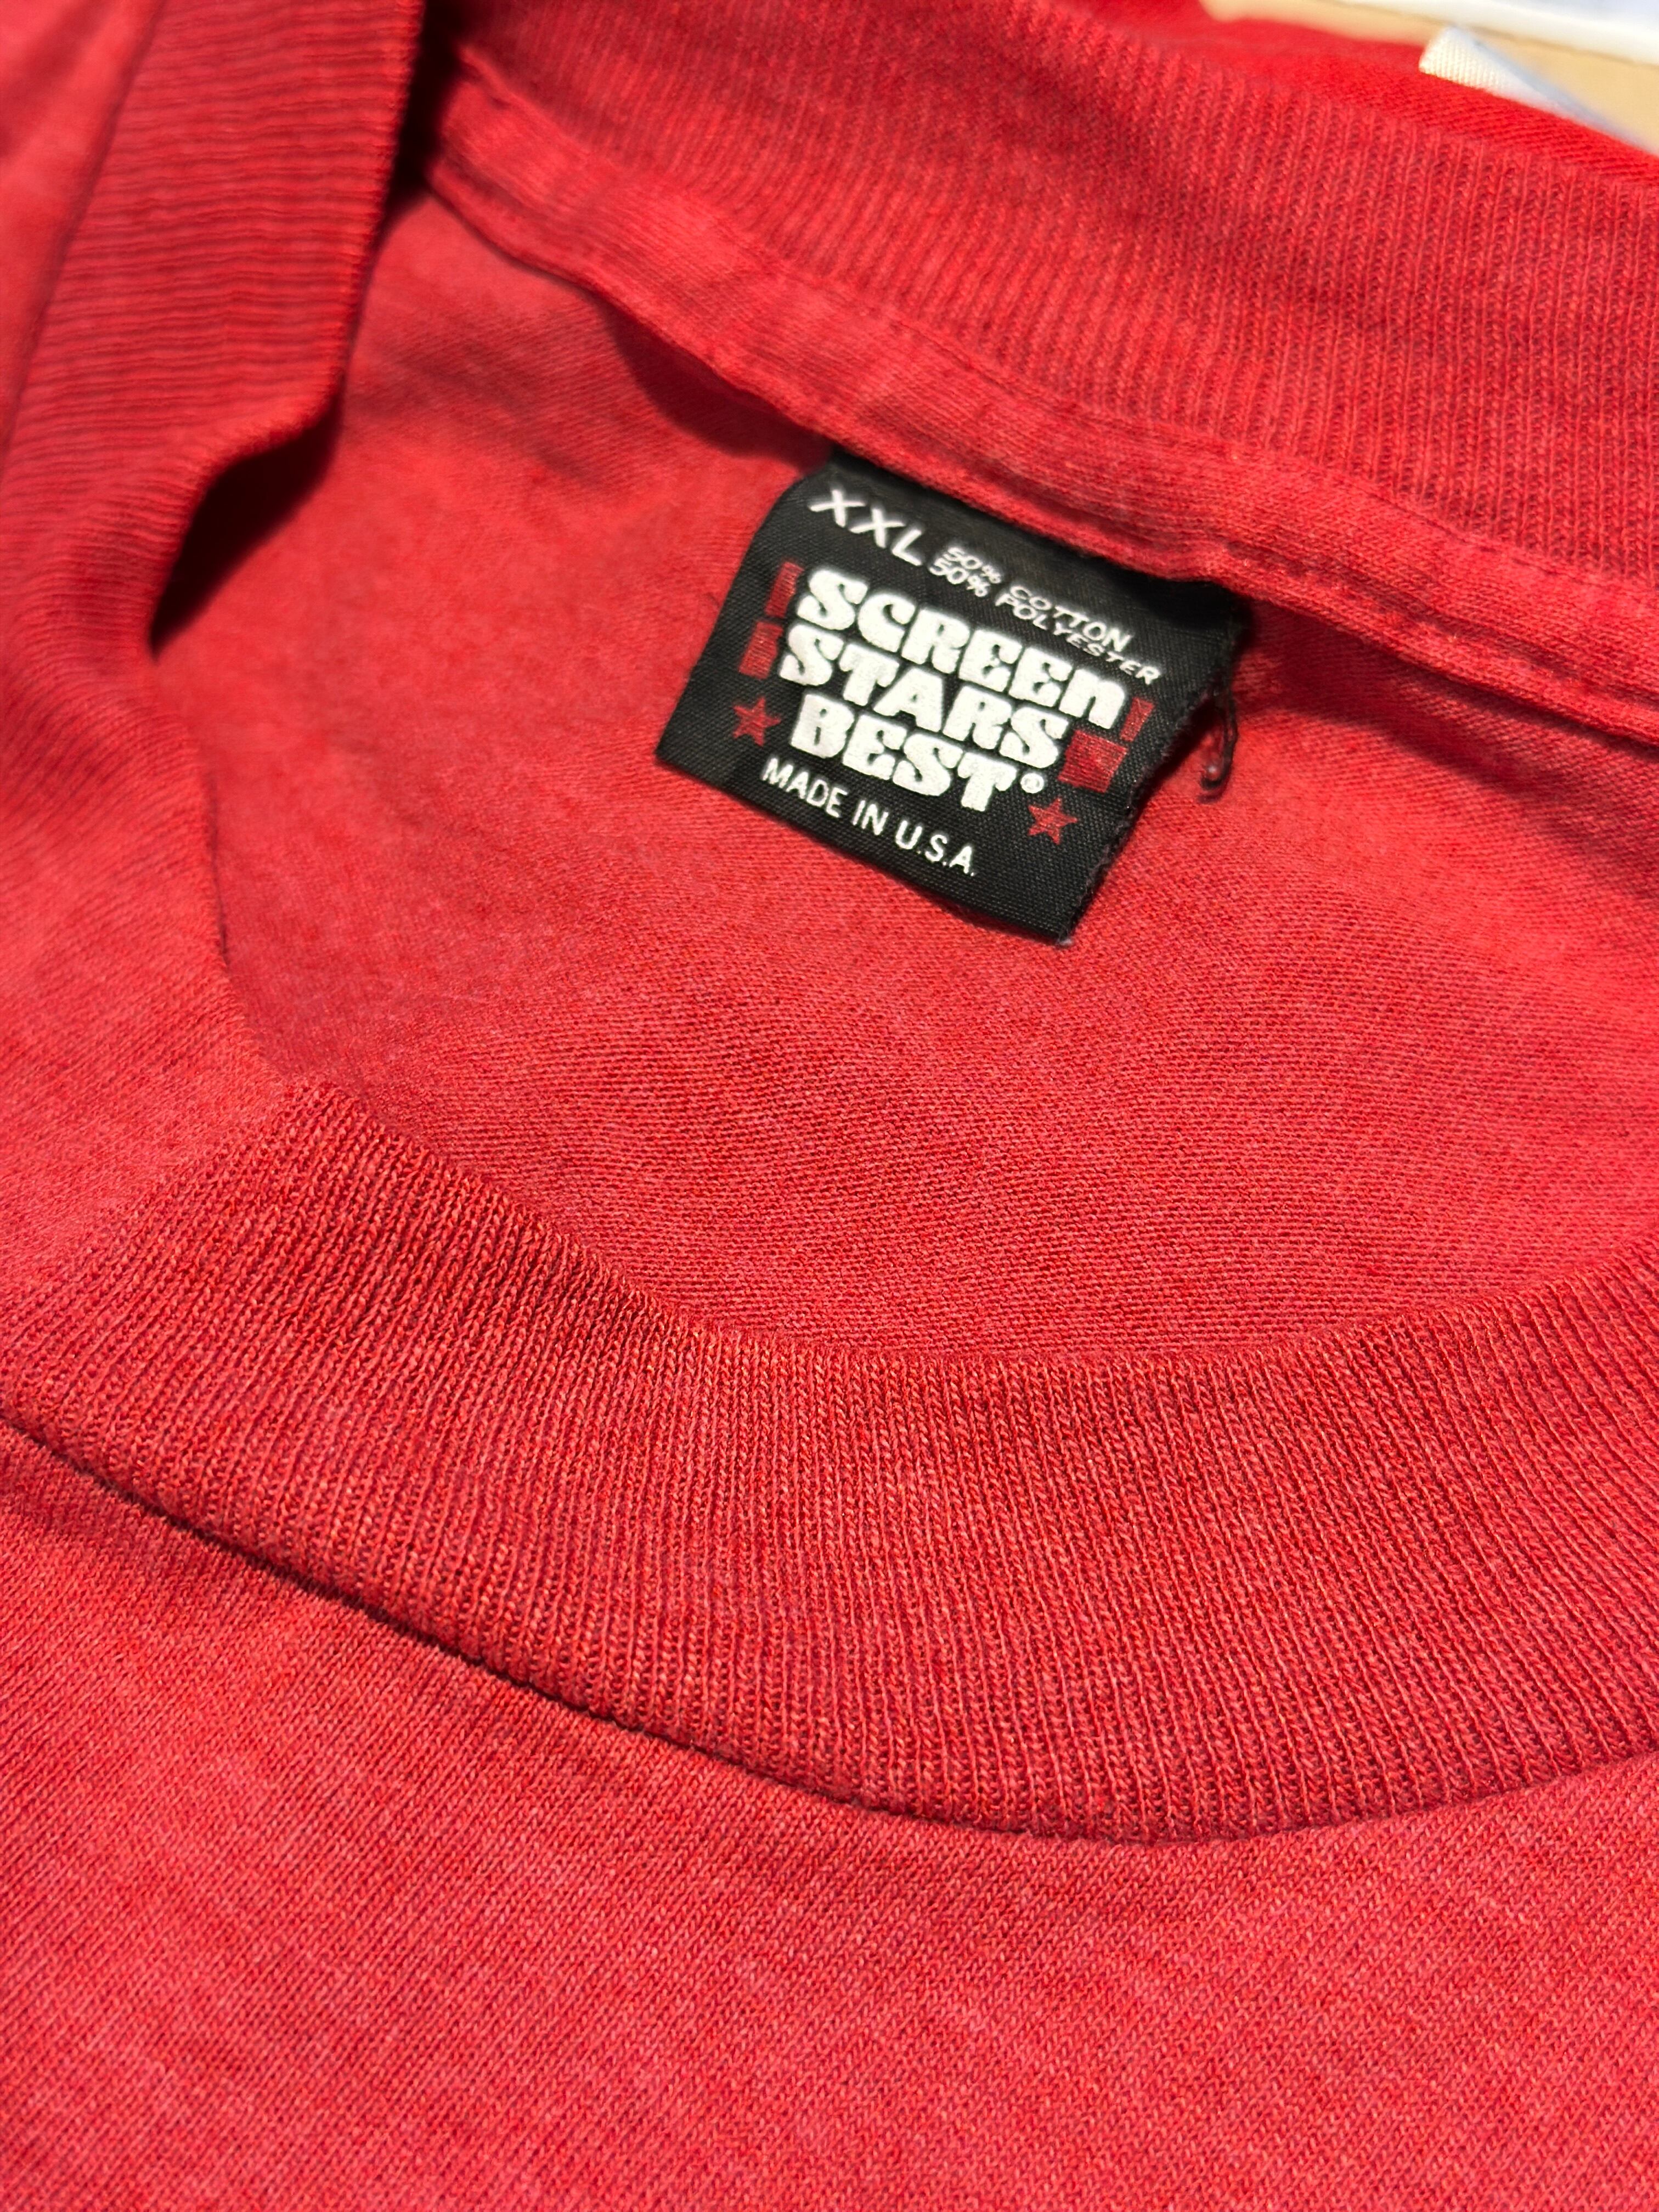 XXL
50% COTTON
50% POLYESTER
SCREEN
STARS
BEST®
MADE IN U.S.A.